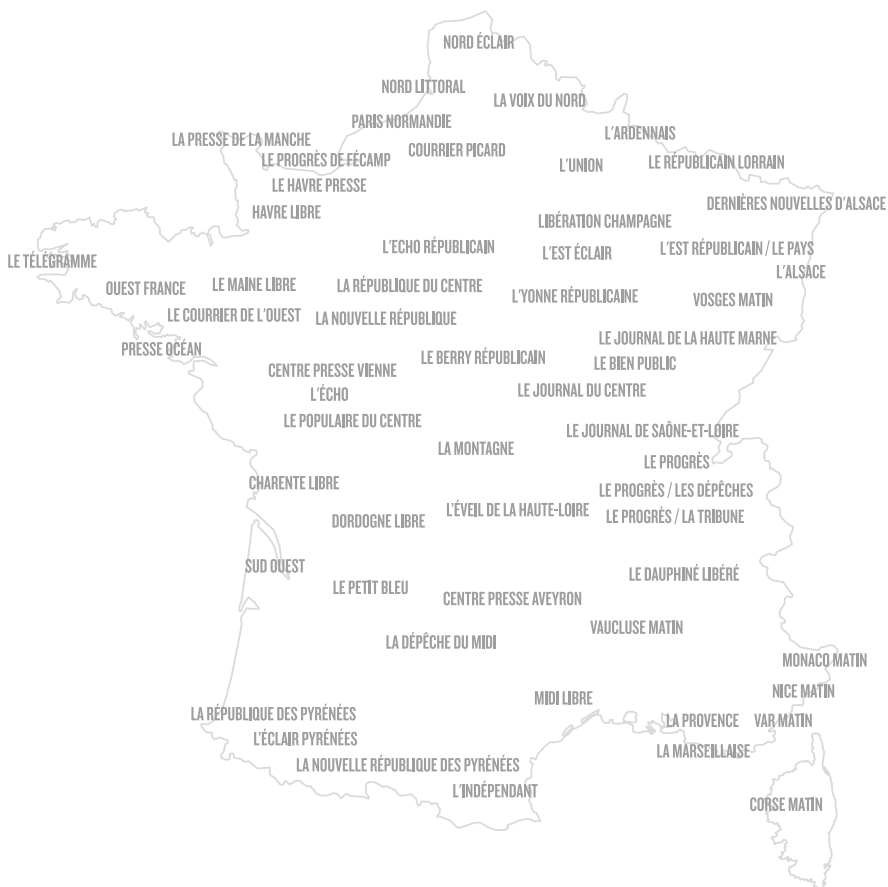 NORD ÉCLAIR
NORD LITTORAL
LA VOIX DU NORD
PARIS NORMANDIE
L'ARDENNAIS
LA PRESSE DE LA MANCHE
COURRIER PICARD
LE PROGRÈS DE FÉCAMP
L'UNION
LE RÉPUBLICAIN LORRAIN
LE HAVRE PRESSE
DERNIÈRES NOUVELLES D'ALSACE
HAVRE LIBRE
LIBÉRATION CHAMPAGNE
L'ECHO RÉPUBLICAIN
L'EST ÉCLAIR
L'EST RÉPUBLICAIN / LE PAYS
LE TÉLÉGRAMME
L'ALSACE
OUEST FRANCE
LE MAINE LIBRE
LA RÉPUBLIQUE DU CENTRE
L'YONNE RÉPUBLICAINE
VOSGES MATIN
LE COURRIER DE L'OUEST
LA NOUVELLE RÉPUBLIQUE
LE JOURNAL DE LA HAUTE MARNE
PRESSE OCÉAN
LE BERRY RÉPUBLICAIN
LE BIEN PUBLIC
CENTRE PRESSE VIENNE
LE JOURNAL DU CENTRE
L'ÉCHO
LE POPULAIRE DU CENTRE
LE JOURNAL DE SAÔNE-ET-LOIRE
LA MONTAGNE
LE PROGRÈS
CHARENTE LIBRE
LE PROGRÈS / LES DÉPÊCHES
L'ÉVEIL DE LA HAUTE-LOIRE
LE PROGRÈS / LA TRIBUNE
DORDOGNE LIBRE
SUD OUEST
LE DAUPHINÉ LIBÉRÉ
LE PETIT BLEU
CENTRE PRESSE AVEYRON
VAUCLUSE MATIN
LA DÉPÊCHE DU MIDI
MONACO MATIN
NICE MATIN
MIDI LIBRE
LA RÉPUBLIQUE DES PYRÉNÉES
LA PROVENCE
VAR MATIN
L'ÉCLAIR PYRÉNÉES
LA MARSEILLAISE
LA NOUVELLE RÉPUBLIQUE DES PYRÉNÉES
L'INDÉPENDANT
CORSE MATIN